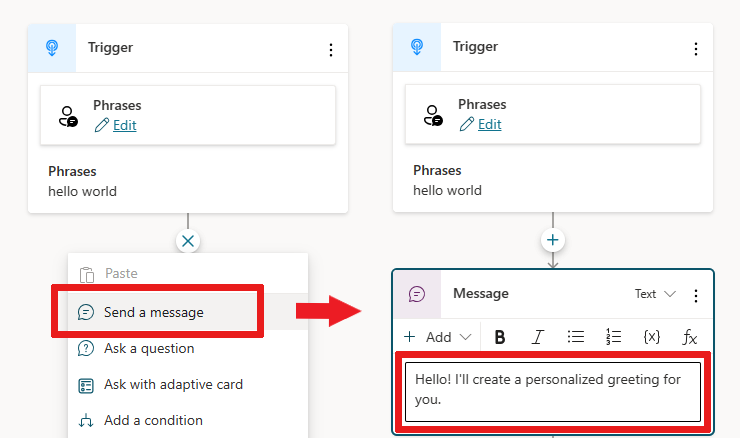 Trigger
Phrases
Edit
Phrases
hello world
Paste
Send a message
Ask a question
Ask with adaptive card
Add a condition
Trigger
Phrases
Edit
Phrases
hello world
Message Text
Add B I {x} fx
Hello! I'll create a personalized greeting for
you.